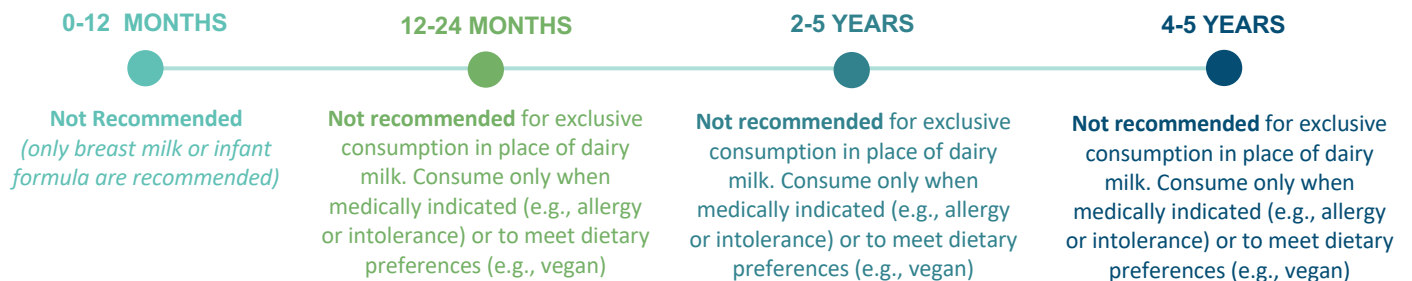 0-12 MONTHS
Not Recommended
(only breast milk or infant
formula are recommended)
12-24 MONTHS
Not recommended for exclusive
consumption in place of dairy
milk. Consume only when
medically indicated (e.g., allergy
or intolerance) or to meet dietary
preferences (e.g., vegan)
2-5 YEARS
Not recommended for exclusive
consumption in place of dairy
milk. Consume only when
medically indicated (e.g., allergy
or intolerance) or to meet dietary
preferences (e.g., vegan)
4-5 YEARS
Not recommended for exclusive
consumption in place of dairy
milk. Consume only when
medically indicated (e.g., allergy
or intolerance) or to meet dietary
preferences (e.g., vegan)